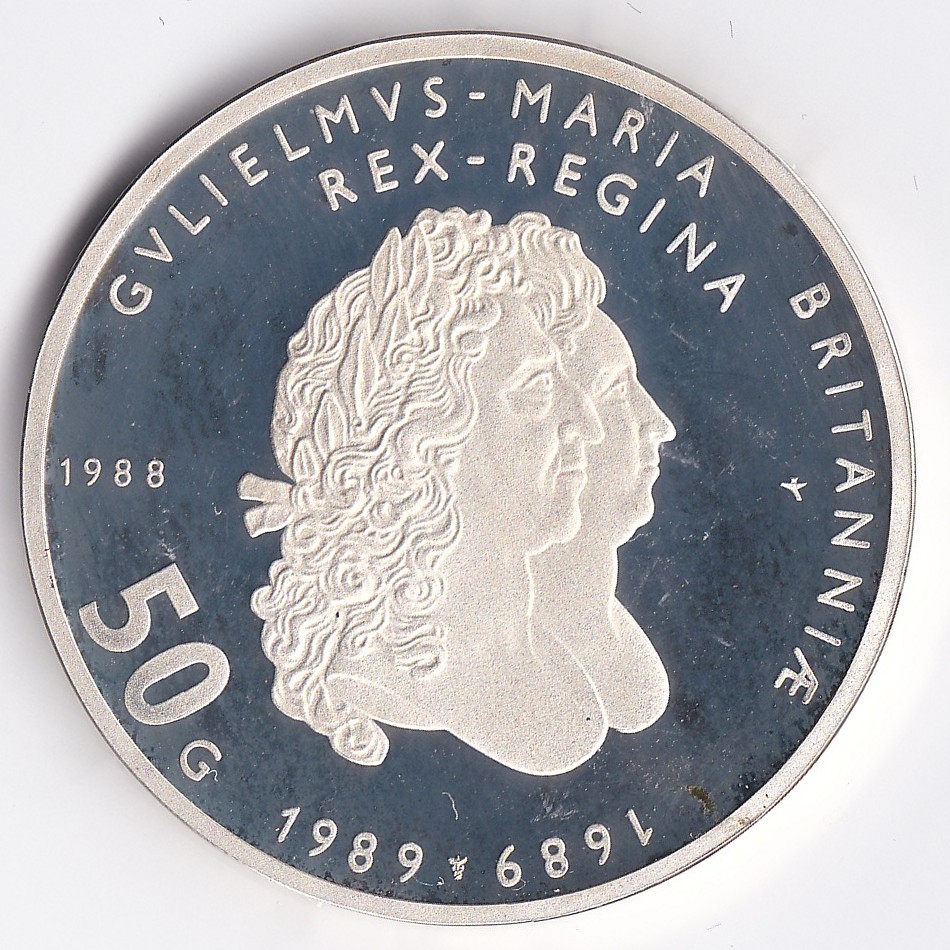 GVLIELMVS - MARIA BRITANNIÆ
REX - REGINA
1988
50 G
1989 1689